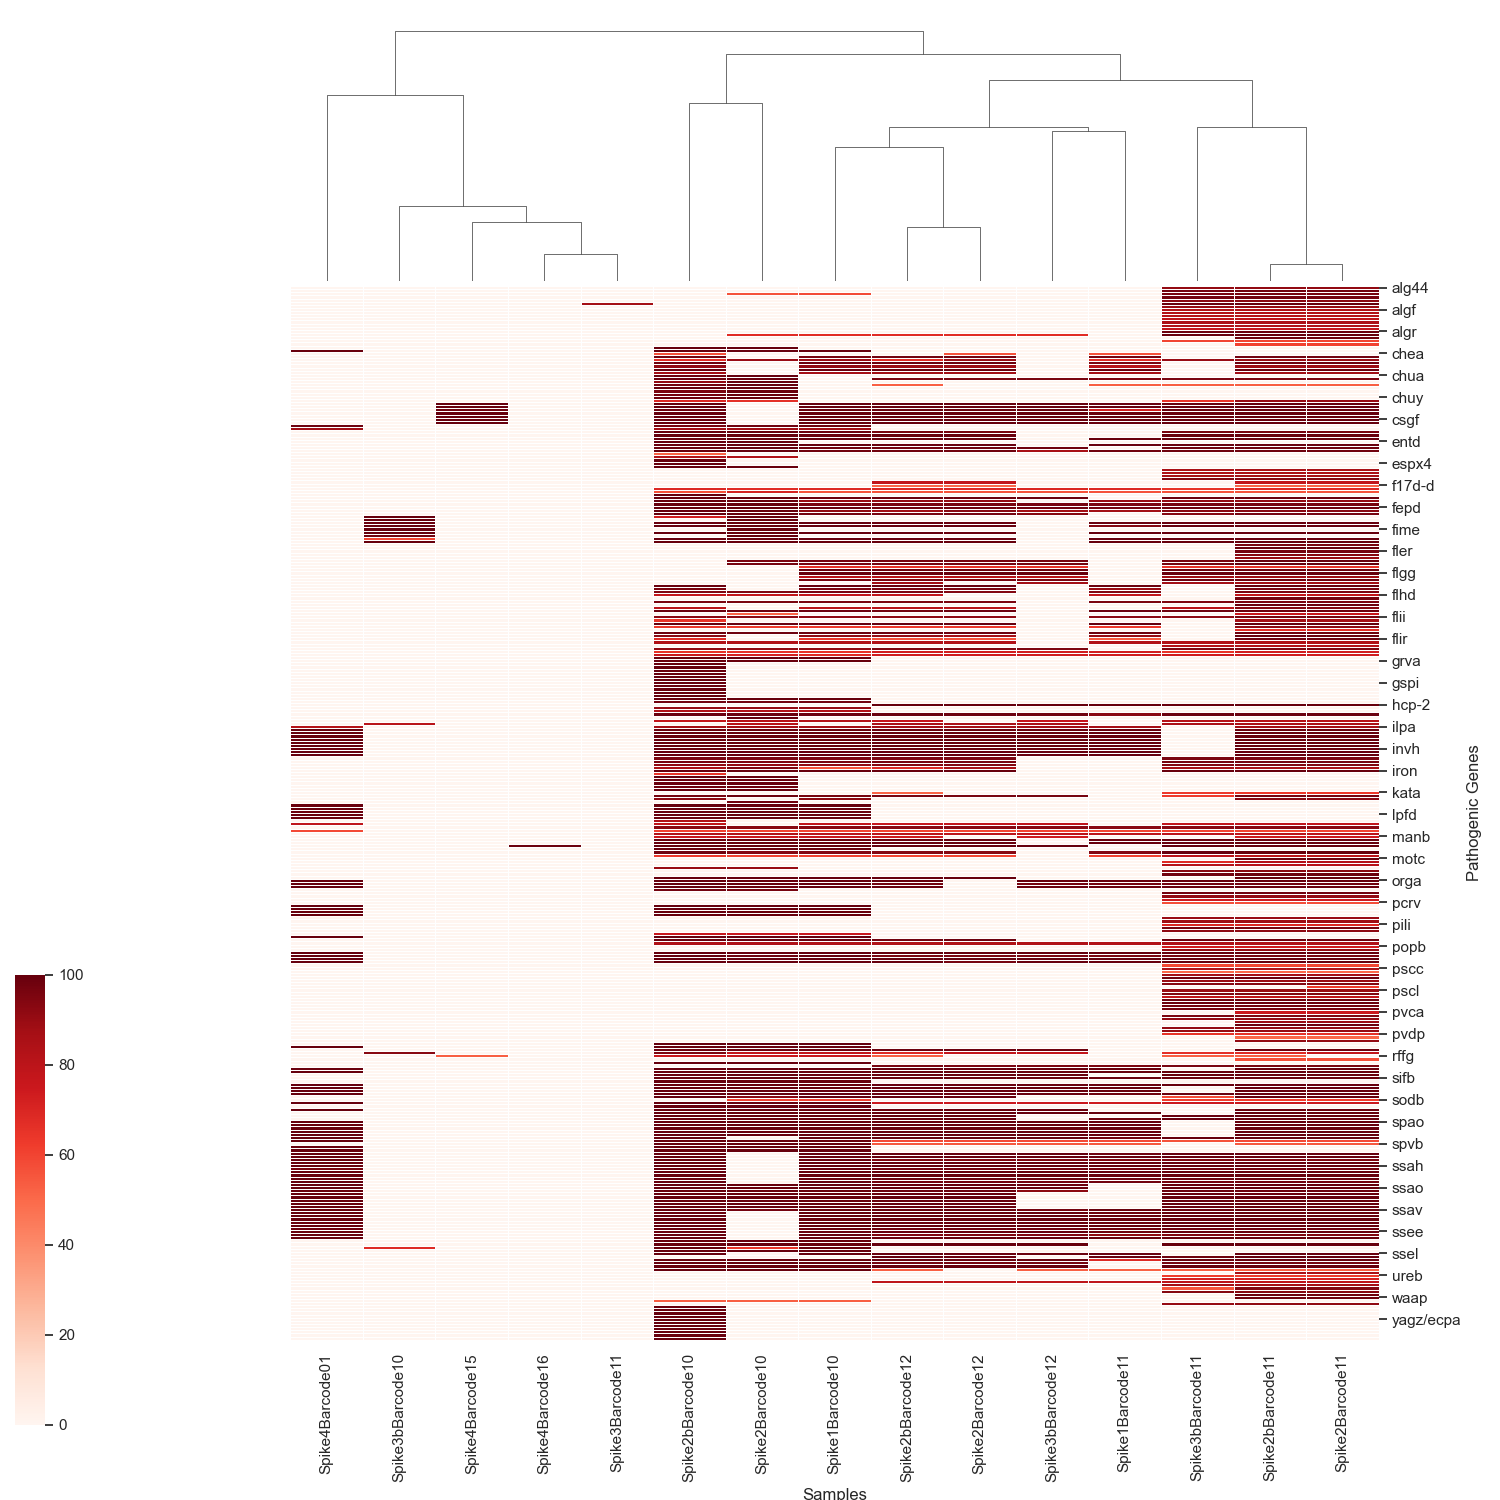 alg44
algf
algr
chea
chua
chuy
csgf
entd
espx4
f17d-d
fepd
fime
fler
flgg
flhd
flii
flir
grva
gspi
hcp-2
ilpa
invh
iron
kata
lpfd
manb
motc
orga
pcrv
pili
popb
pscc
pscl
pvca
pvdp
rffg
sifb
sodb
spao
spvb
ssah
ssao
ssav
ssee
ssel
ureb
waap
yagz/ecpa
Pathogenic Genes
100
80
60
40
20
0
Spike4Barcode01
Spike3bBarcode10
Spike4Barcode15
Spike4Barcode16
Spike3Barcode11
Spike2bBarcode10
Spike2Barcode10
Spike1Barcode10
Spike2bBarcode12
Spike2Barcode12
Spike3bBarcode12
Spike1Barcode11
Spike3bBarcode11
Spike2bBarcode11
Spike2Barcode11
Samples